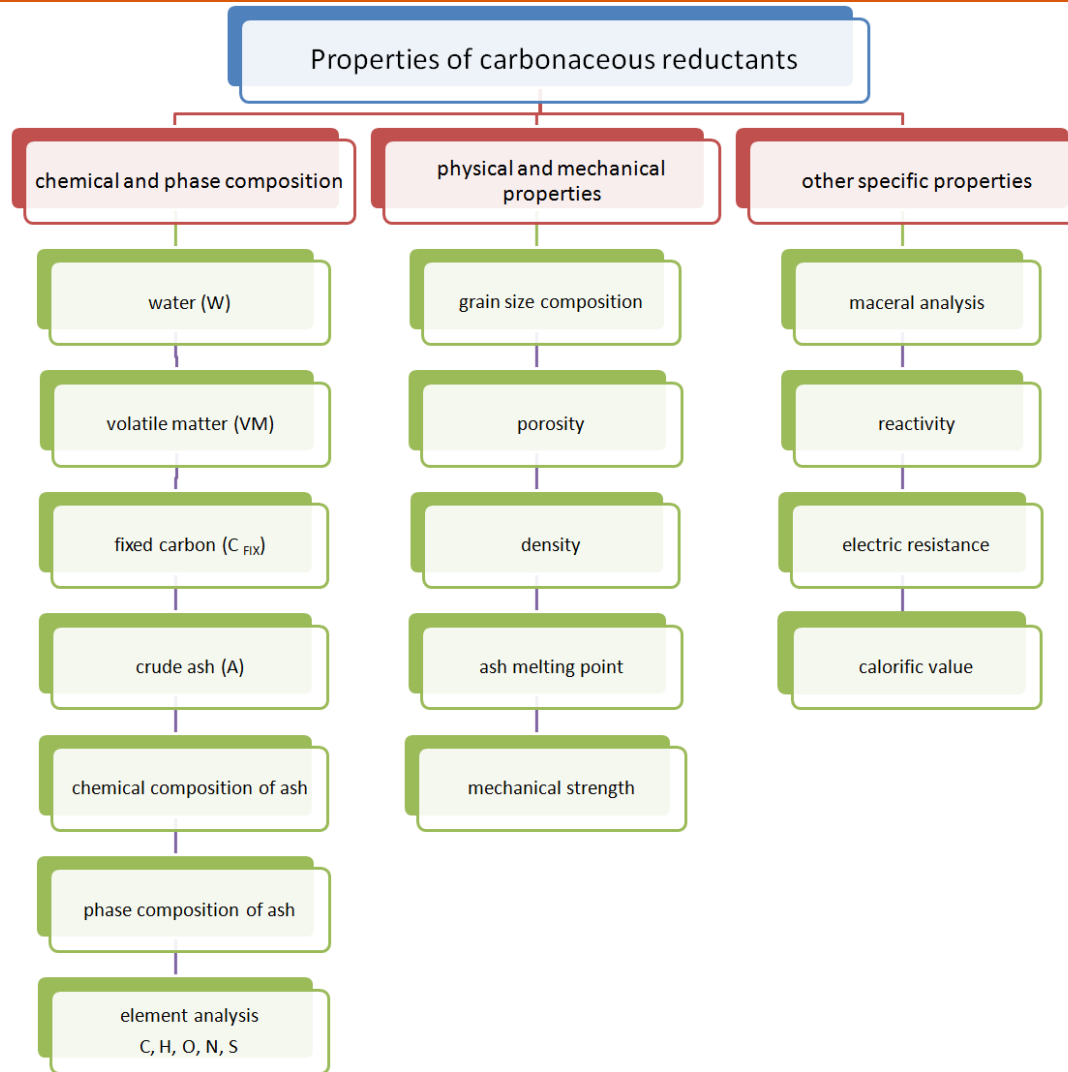 Properties of carbonaceous reductants
chemical and phase composition
water (W)
volatile matter (VM)
fixed carbon (C FIX)
crude ash (A)
chemical composition of ash
phase composition of ash
element analysis
C, H, O, N, S
physical and mechanical
properties
grain size composition
porosity
density
ash melting point
mechanical strength
other specific properties
maceral analysis
reactivity
electric resistance
calorific value